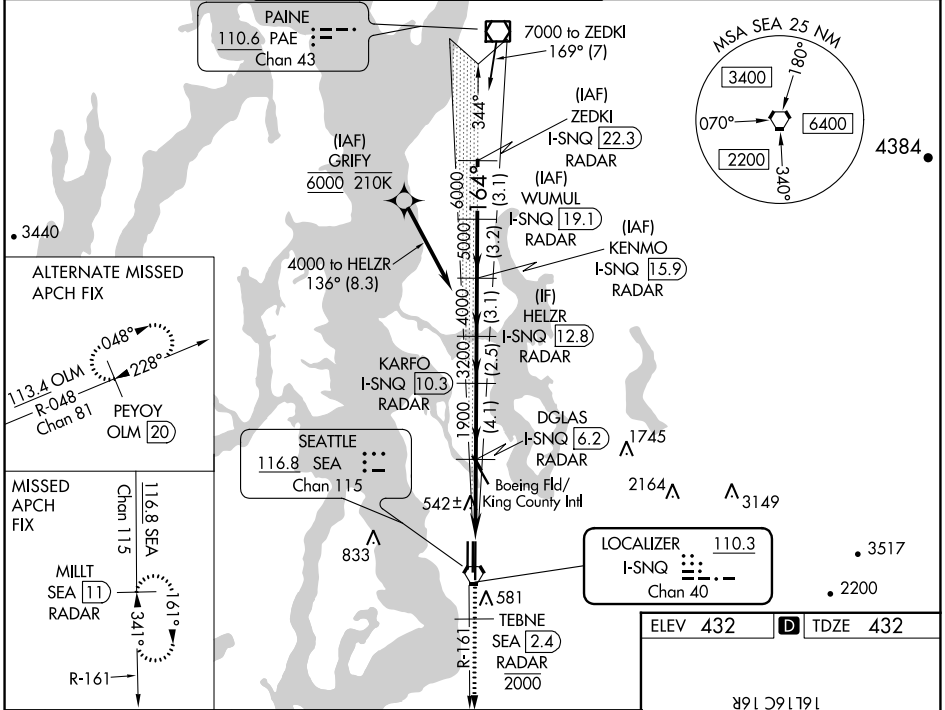 PAINE
110.6 PAE
Chan 43
7000 to ZEDKI
169° (7)
MSA SEA 25 NM
180°
3400
070°
6400
2200
340°
4384
344°
(IAF)
ZEDKI
I-SNQ 22.3
RADAR
(IAF)
GRIFY
6000 210K
6000
164°
(3.1)
(IAF)
WUMUL
I-SNQ 19.1
RADAR
3440
5000
(3.2)
(IAF)
KENMO
I-SNQ 15.9
RADAR
4000 to HELZR
136° (8.3)
ALTERNATE MISSED
APCH FIX
048°
228°
113.4 OLM
R-048
Chan 81
PEYOY
OLM 20
4000
(3.1)
(IF)
HELZR
I-SNQ 12.8
RADAR
3200
(2.5)
KARFO
I-SNQ 10.3
RADAR
1900
(4.1)
DGLAS
I-SNQ 6.2
RADAR
1745
SEATTLE
116.8 SEA
Chan 115
Boeing Fld/
King County Intl
2164
3149
542±
833
MISSED
APCH
FIX
116.8 SEA
Chan 115
MILLT
SEA 11
RADAR
161°
341°
R-161
LOCALIZER 110.3
I-SNQ
Chan 40
3517
2200
581
TEBNE
SEA 2.4
RADAR
2000
R-161
ELEV 432 D TDZE 432
16L16C 16R